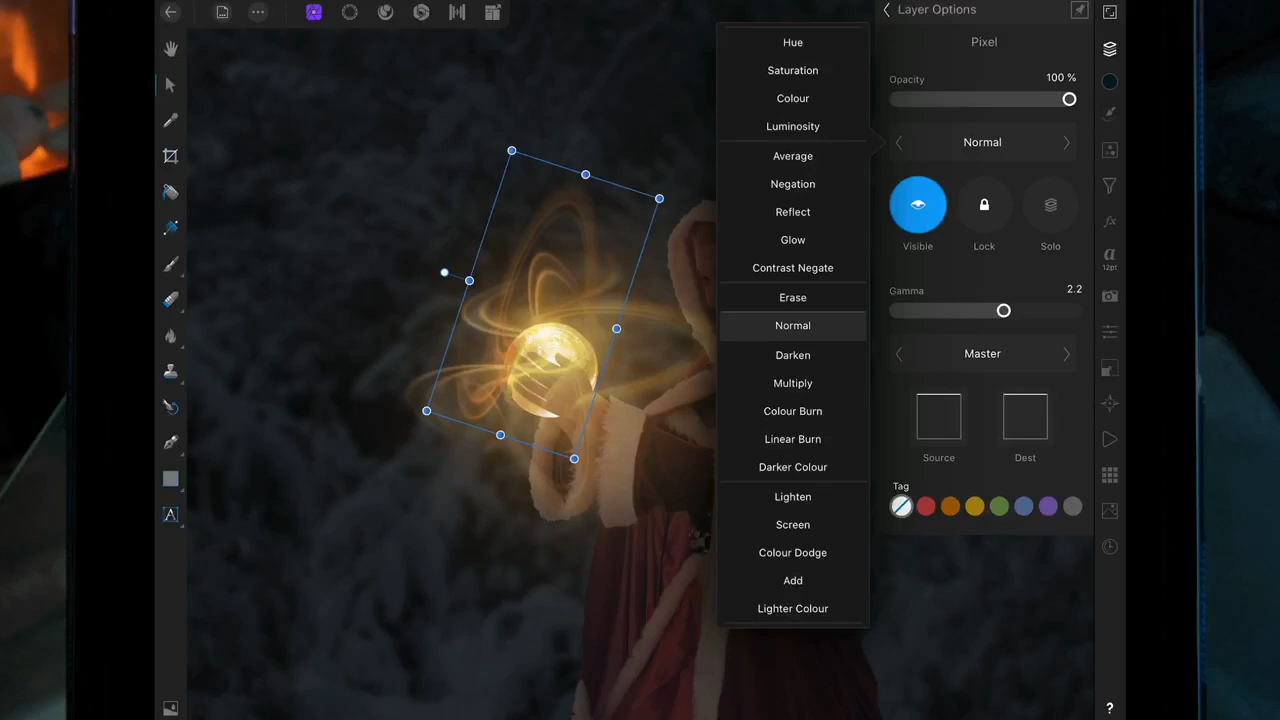 Layer Options
Pixel
Opacity
100 %
Normal
Visible
Lock
Solo
Gamma
2.2
Master
Source
Dest
Tag
Hue
Saturation
Colour
Luminosity
Average
Negation
Reflect
Glow
Contrast Negate
Erase
Normal
Darken
Multiply
Colour Burn
Linear Burn
Darker Colour
Lighten
Screen
Colour Dodge
Add
Lighter Colour
fx
a
12pt
A
?